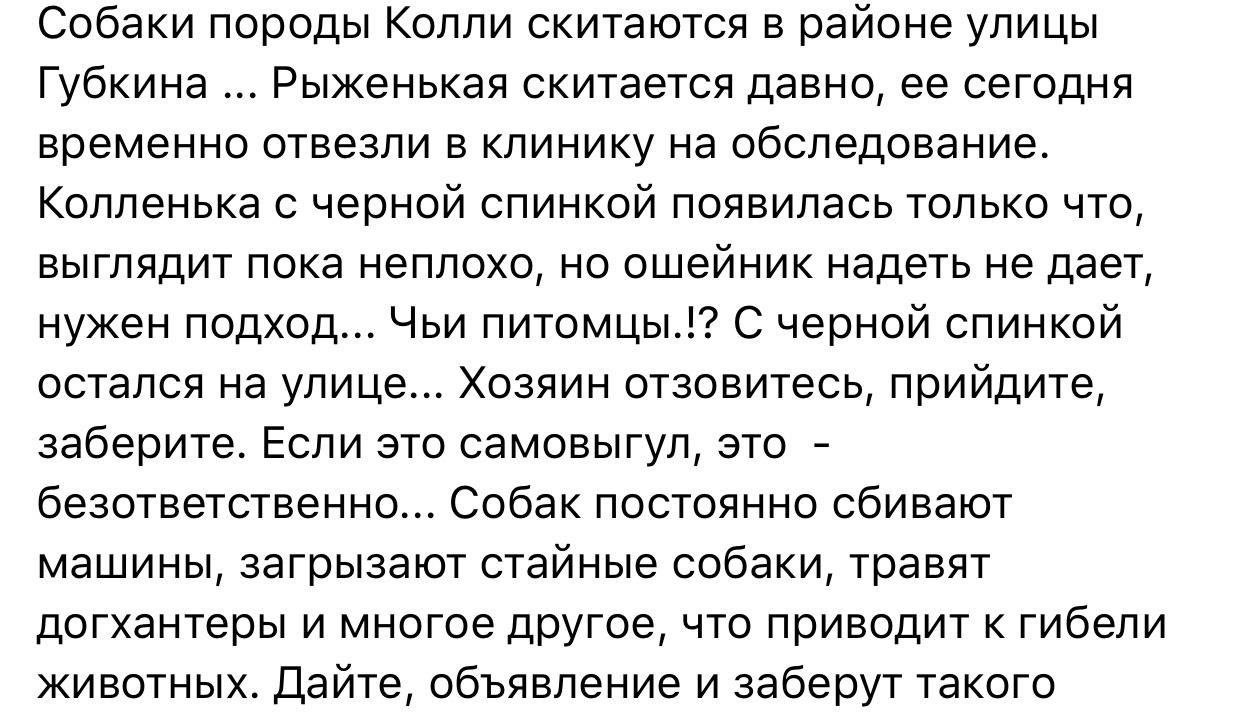 Собаки породы Колли скитаются в районе улицы
Губкина ... Рыженькая скитается давно, ее сегодня
временно отвезли в клинику на обследование.
Колленька с черной спинкой появилась только что,
выглядит пока неплохо, но ошейник надеть не дает,
нужен подход... Чьи питомцы.!? С черной спинкой
остался на улице... Хозяин отзовитесь, прийдите,
заберите. Если это самовыгул, это  -
безответственно... Собак постоянно сбивают
машины, загрызают стайные собаки, травят
догхантеры и многое другое, что приводит к гибели
животных. Дайте, объявление и заберут такого